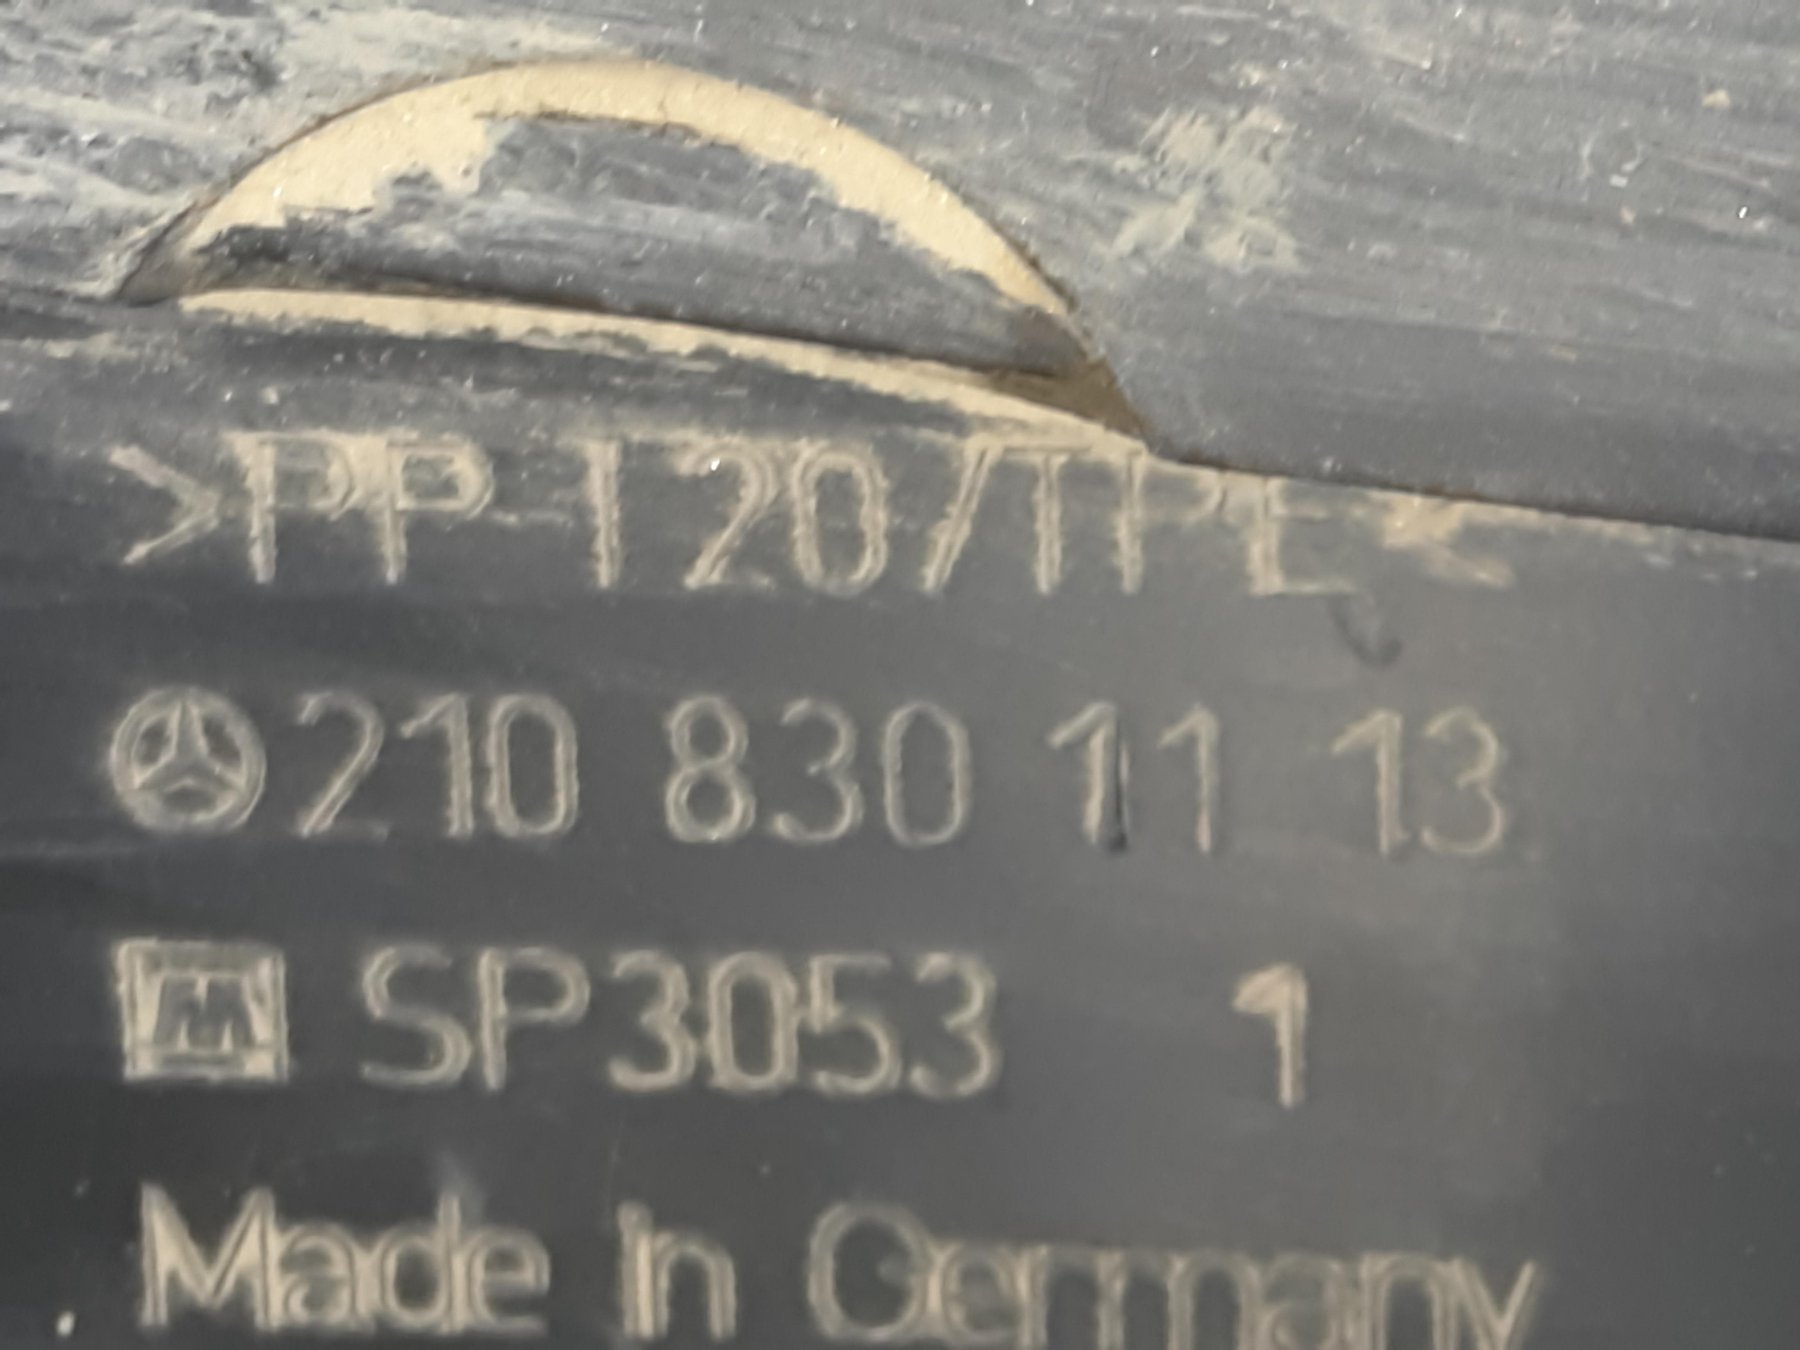 >PP T20/TPE<
210 830 11 13
SP3053 1
Made in Germany